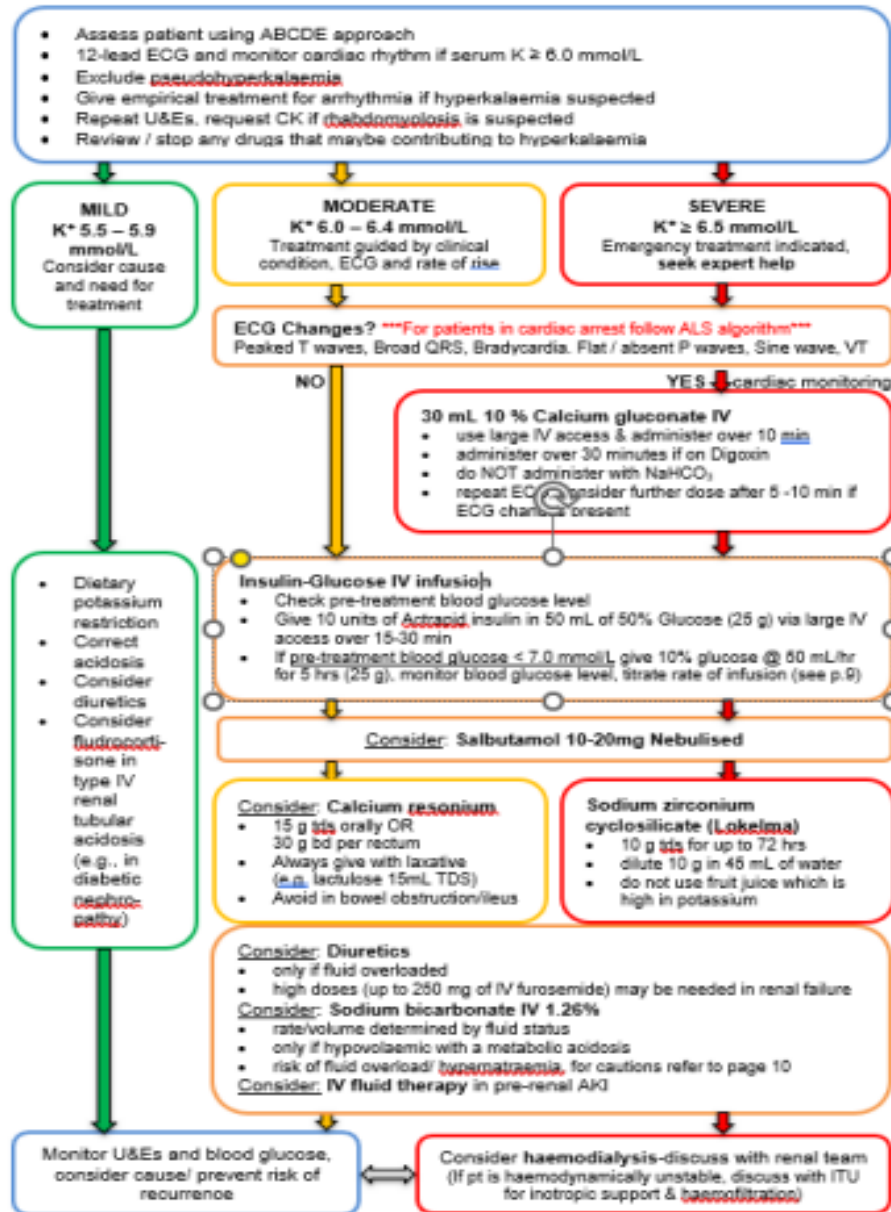 • Assess patient using ABCDE approach
• 12-lead ECG and monitor cardiac rhythm if serum K ≥ 6.0 mmol/L
• Exclude pseudohyperkalaemia
• Give empirical treatment for arrhythmia if hyperkalaemia suspected
• Repeat U&Es, request CK if rhabdomyolosis is suspected
• Review / stop any drugs that maybe contributing to hyperkalaemia
MILD
K⁺ 5.5 – 5.9
mmol/L
Consider cause
and need for
treatment
MODERATE
K⁺ 6.0 – 6.4 mmol/L
Treatment guided by clinical
condition, ECG and rate of rise
SEVERE
K⁺ ≥ 6.5 mmol/L
Emergency treatment indicated,
seek expert help
ECG Changes? ***For patients in cardiac arrest follow ALS algorithm***
Peaked T waves, Broad QRS, Bradycardia. Flat / absent P waves, Sine wave, VT
NO
YES cardiac monitoring
30 mL 10 % Calcium gluconate IV
• use large IV access & administer over 10 min
• administer over 30 minutes if on Digoxin
• do NOT administer with NaHCO₃
• repeat consider further dose after 5 -10 min if
ECG present
• Dietary
potassium
restriction
• Correct
acidosis
• Consider
diuretics
• Consider
fludrocorti-
sone in
type IV
renal
tubular
acidosis
(e.g., in
diabetic
nephro-
pathy)
Insulin-Glucose IV infusion
• Check pre-treatment blood glucose level
• Give 10 units of Actrapid insulin in 50 mL of 50% Glucose (25 g) via large IV
access over 15-30 min
• If pre-treatment blood glucose < 7.0 mmol/L give 10% glucose @ 50 mL/hr
for 5 hrs (25 g), monitor blood glucose level, titrate rate of infusion (see p.9)
Consider: Salbutamol 10-20mg Nebulised
Consider: Calcium resonium
• 15 g tds orally OR
30 g bd per rectum
• Always give with laxative
(e.g. lactulose 15mL TDS)
• Avoid in bowel obstruction/ileus
Sodium zirconium
cyclosilicate (Lokelma)
• 10 g tds for up to 72 hrs
• dilute 10 g in 45 mL of water
• do not use fruit juice which is
high in potassium
Consider: Diuretics
• only if fluid overloaded
• high doses (up to 250 mg of IV furosemide) may be needed in renal failure
Consider: Sodium bicarbonate IV 1.26%
• rate/volume determined by fluid status
• only if hypovolaemic with a metabolic acidosis
• risk of fluid overload/ hypernatraemia, for cautions refer to page 10
Consider: IV fluid therapy in pre-renal AKI
Monitor U&Es and blood glucose,
consider cause/ prevent risk of
recurrence
Consider haemodialysis-discuss with renal team
(If pt is haemodynamically unstable, discuss with ITU
for inotropic support & haemofiltration)